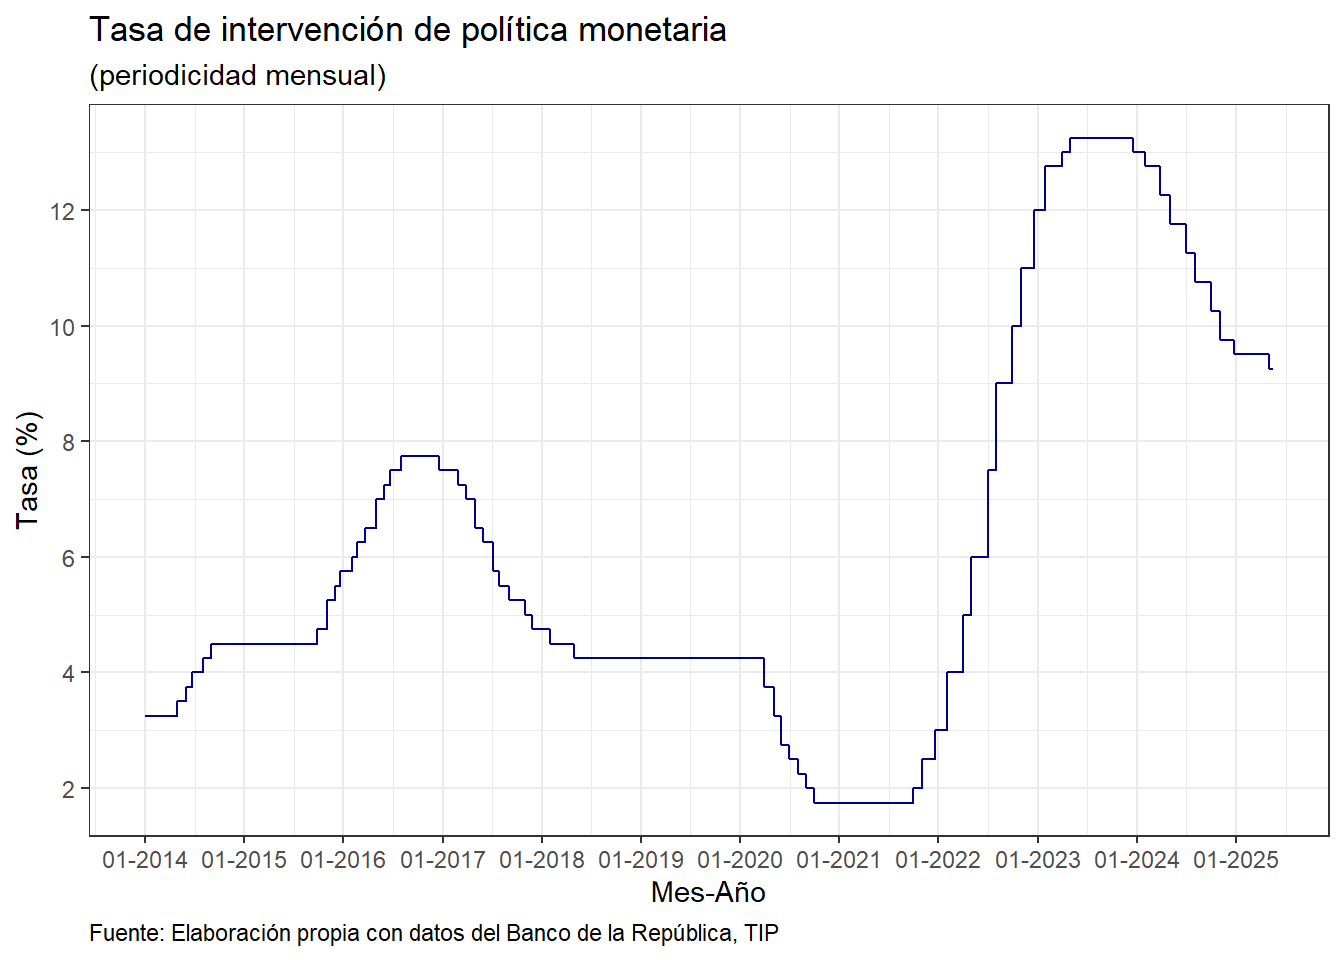 Tasa de intervención de política monetaria
(periodicidad mensual)
Tasa (%)
12
10
8
6
4
2
01-2014 01-2015 01-2016 01-2017 01-2018 01-2019 01-2020 01-2021 01-2022 01-2023 01-2024 01-2025
Mes-Año
Fuente: Elaboración propia con datos del Banco de la República, TIP